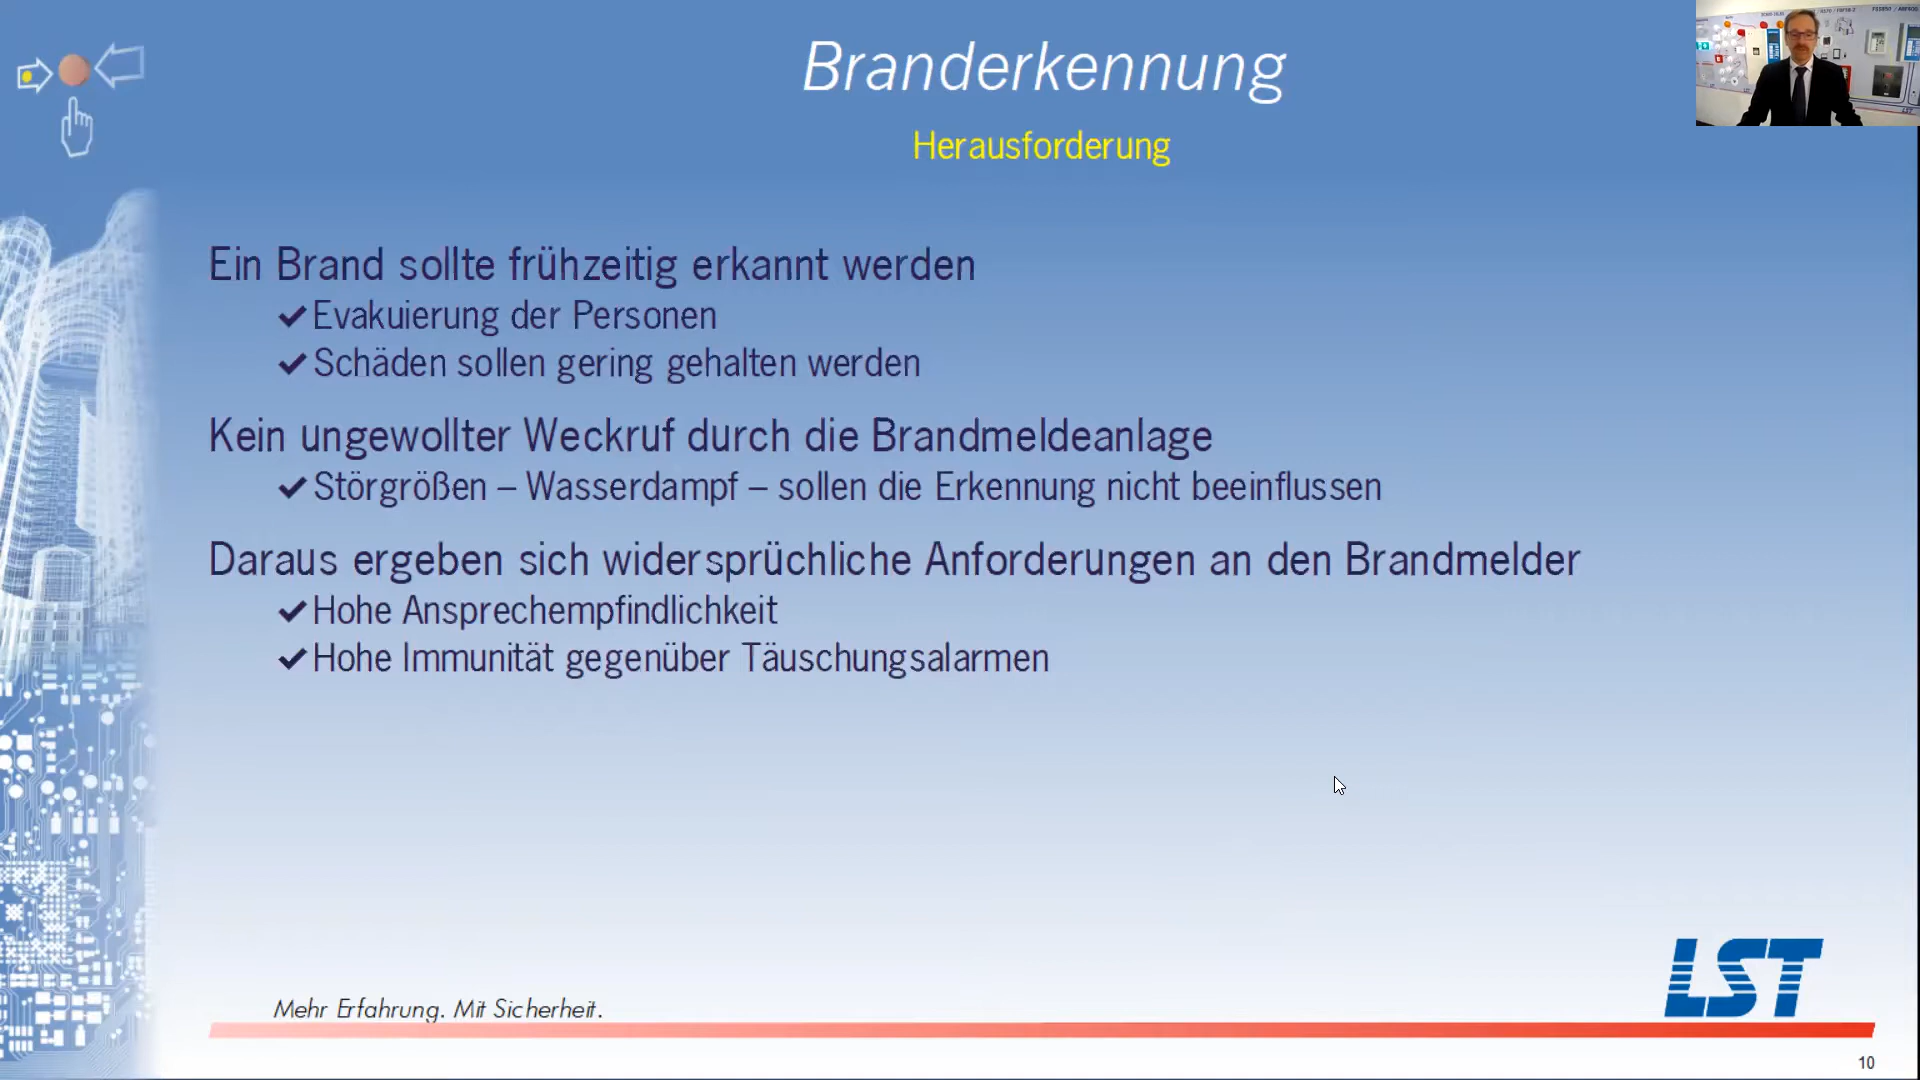 Branderkennung
Herausforderung
Ein Brand sollte frühzeitig erkannt werden
Evakuierung der Personen
Schäden sollen gering gehalten werden
Kein ungewollter Weckruf durch die Brandmeldeanlage
Störgrößen – Wasserdampf – sollen die Erkennung nicht beeinflussen
Daraus ergeben sich widersprüchliche Anforderungen an den Brandmelder
Hohe Ansprechempfindlichkeit
Hohe Immunität gegenüber Täuschungsalarmen
LST
Mehr Erfahrung. Mit Sicherheit.
10